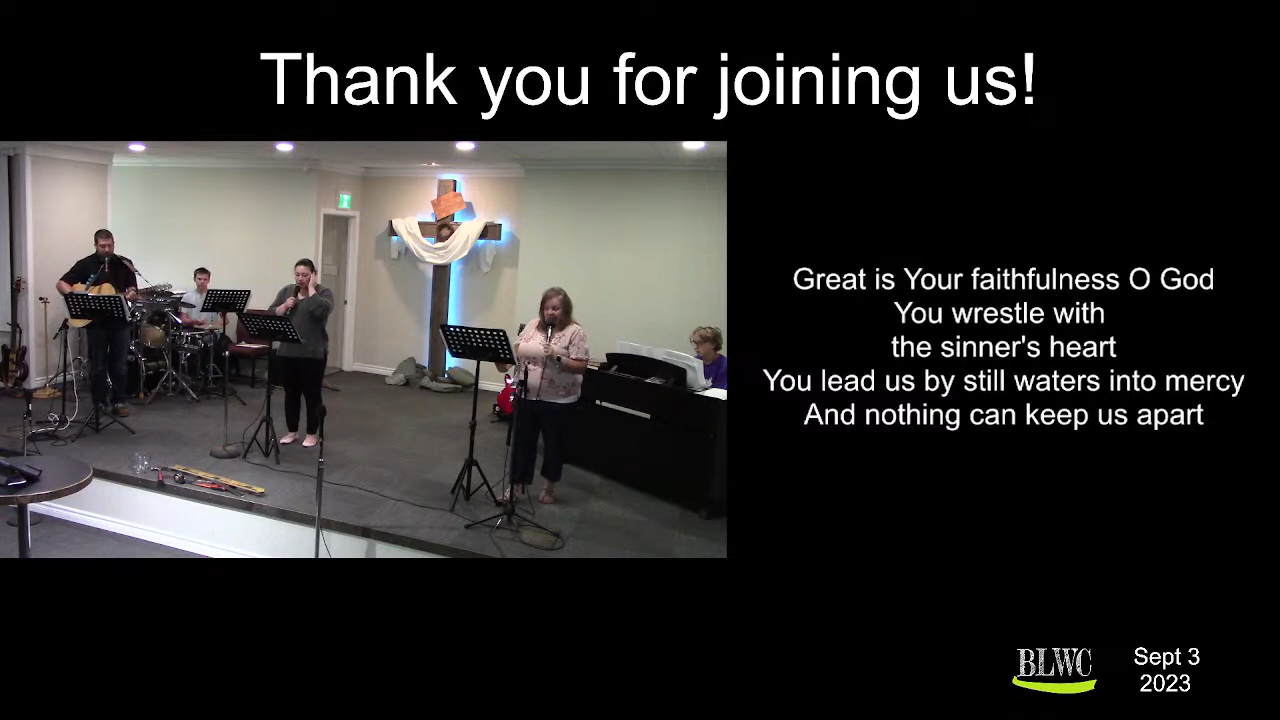 Thank you for joining us!
Great is Your faithfulness O God
You wrestle with
the sinner's heart
You lead us by still waters into mercy
And nothing can keep us apart
BLWC
Sept 3
2023